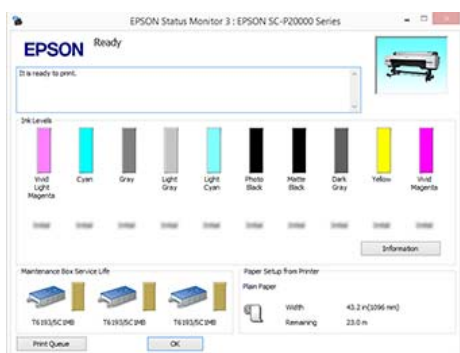 EPSON Status Monitor 3 : EPSON SC-P20000 Series
EPSON
Ready
It is ready to print.
Ink Levels
Vivid Light Magenta
Cyan
Gray
Light Gray
Light Cyan
Photo Black
Matte Black
Dark Gray
Yellow
Vivid Magenta
Information
Maintenance Box Service Life
T6193/SC1MB
T6193/SC1MB
T6193/SC1MB
Paper Setup from Printer
Plain Paper
Width 43.2 in(1096 mm)
Remaining 23.0 m
Print Queue
OK